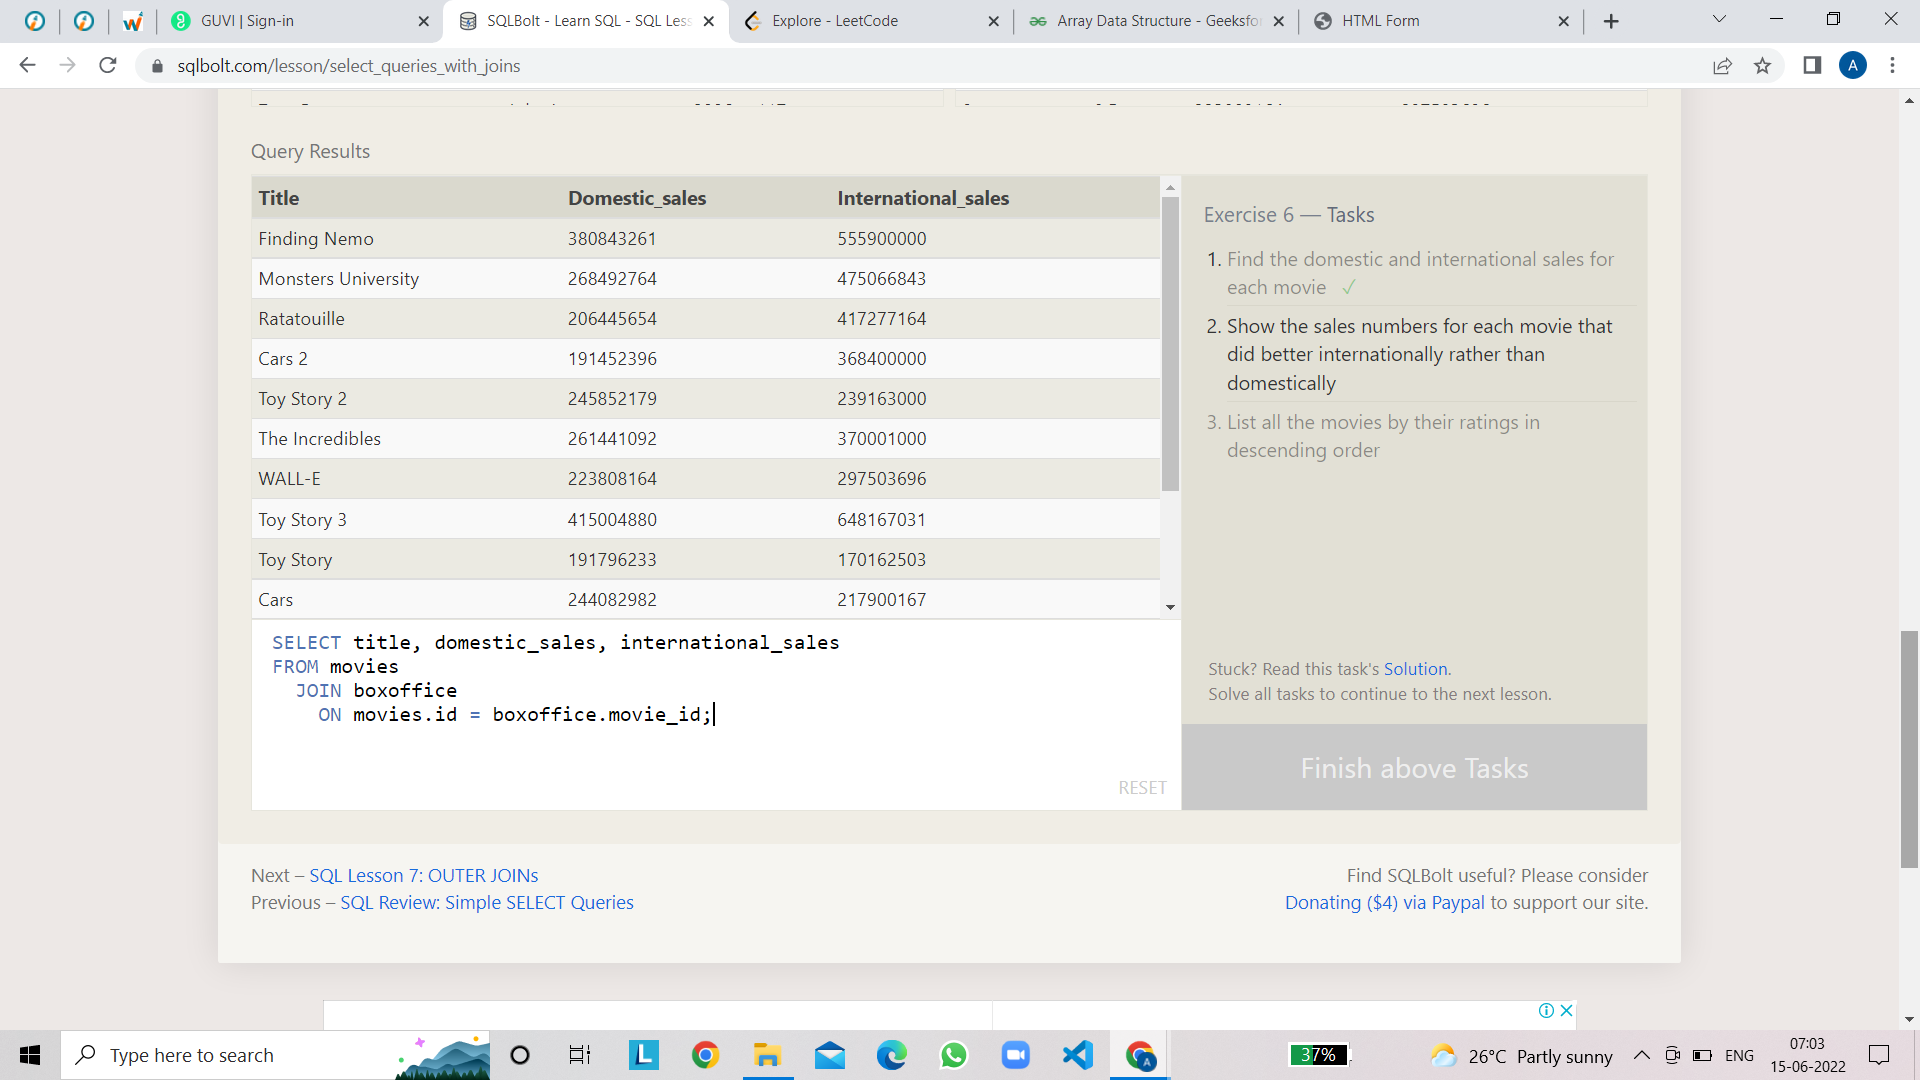 GUVI | Sign-in
SQLBolt - Learn SQL - SQL Less
Explore - LeetCode
Array Data Structure - Geeksfor
HTML Form
sqlbolt.com/lesson/select_queries_with_joins
A
Query Results
Title Domestic_sales International_sales
Finding Nemo 380843261 555900000
Monsters University 268492764 475066843
Ratatouille 206445654 417277164
Cars 2 191452396 368400000
Toy Story 2 245852179 239163000
The Incredibles 261441092 370001000
WALL-E 223808164 297503696
Toy Story 3 415004880 648167031
Toy Story 191796233 170162503
Cars 244082982 217900167
SELECT title, domestic_sales, international_sales
FROM movies
JOIN boxoffice
ON movies.id = boxoffice.movie_id;
RESET
Exercise 6 — Tasks
1. Find the domestic and international sales for
each movie ✓
2. Show the sales numbers for each movie that
did better internationally rather than
domestically
3. List all the movies by their ratings in
descending order
Stuck? Read this task's Solution.
Solve all tasks to continue to the next lesson.
Finish above Tasks
Next – SQL Lesson 7: OUTER JOINs
Previous – SQL Review: Simple SELECT Queries
Find SQLBolt useful? Please consider
Donating ($4) via Paypal to support our site.
Type here to search
L
A
37%
26°C Partly sunny
ENG
07:03
15-06-2022